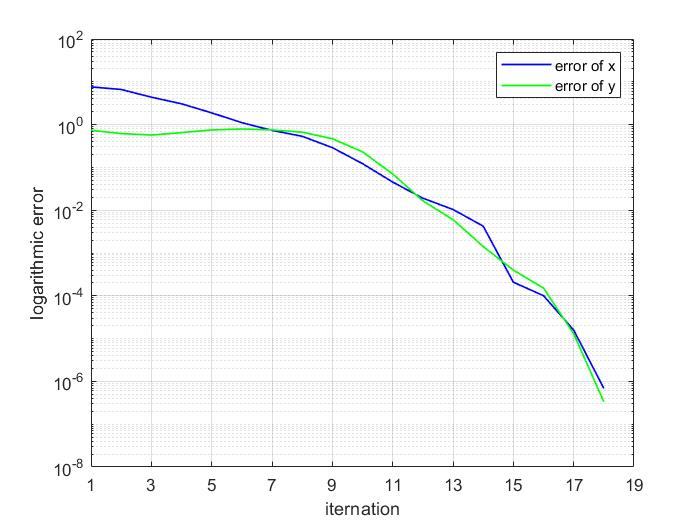 10^2
10^0
10^-2
10^-4
10^-6
10^-8
logarithmic error
error of x
error of y
1 3 5 7 9 11 13 15 17 19
iternation